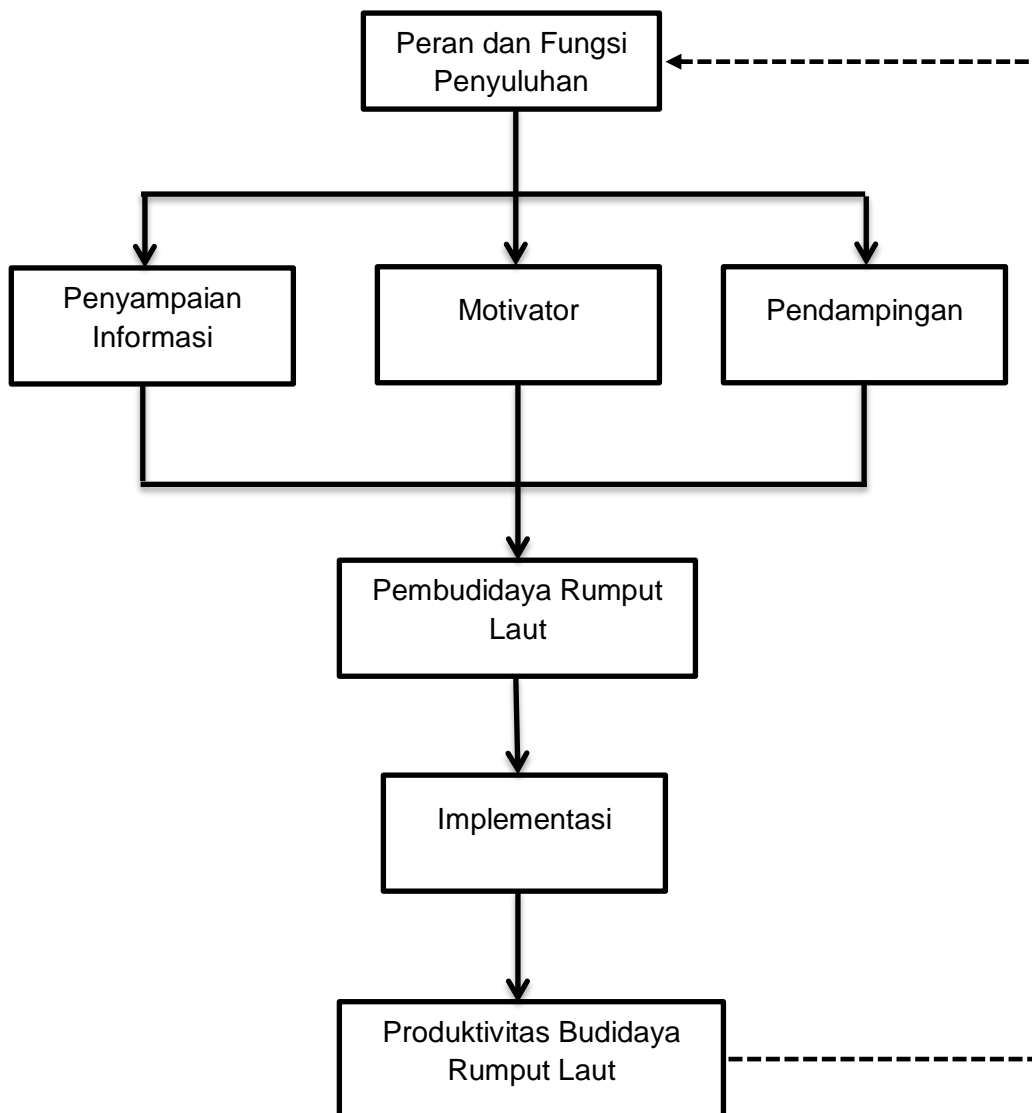 Peran dan Fungsi
Penyuluhan
Penyampaian
Informasi
Motivator
Pendampingan
Pembudidaya Rumput
Laut
Implementasi
Produktivitas Budidaya
Rumput Laut